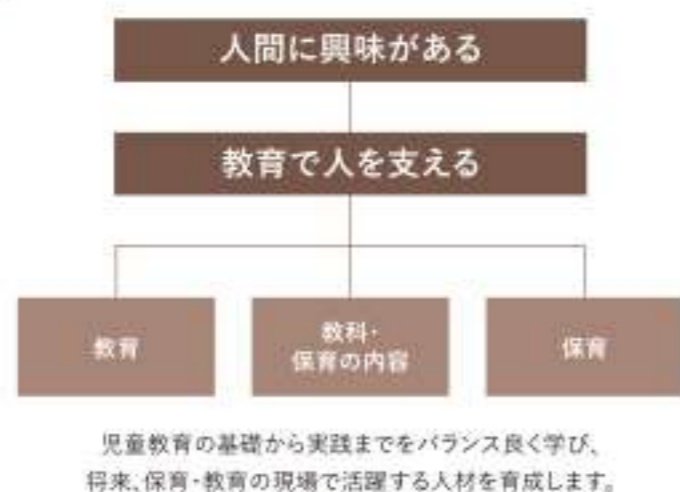 人間に興味がある
教育で人を支える
教育
教科・
保育の内容
保育
児童教育の基礎から実践までをバランス良く学び、
将来、保育・教育の現場で活躍する人材を育成します。